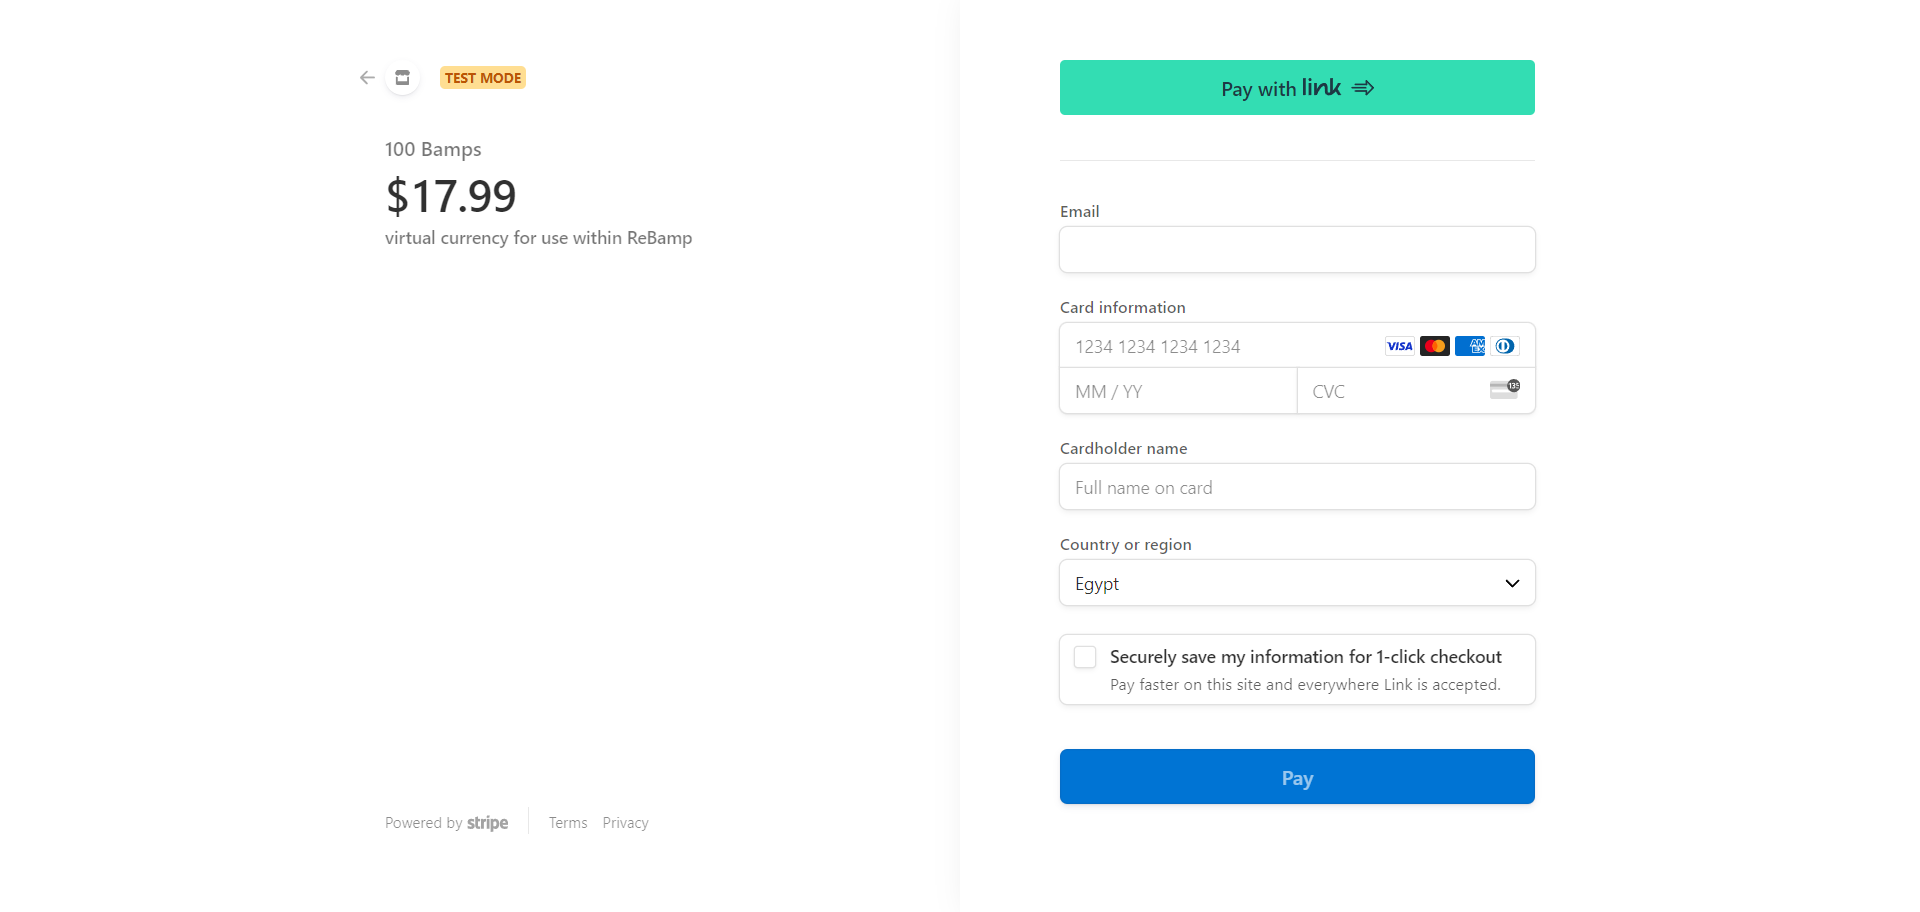 TEST MODE
100 Bamps
$17.99
virtual currency for use within ReBamp
Powered by stripe
Terms Privacy
Pay with link
Email
Card information
1234 1234 1234 1234
VISA
AM
EX
MM / YY
CVC
135
Cardholder name
Full name on card
Country or region
Egypt
Securely save my information for 1-click checkout
Pay faster on this site and everywhere Link is accepted.
Pay